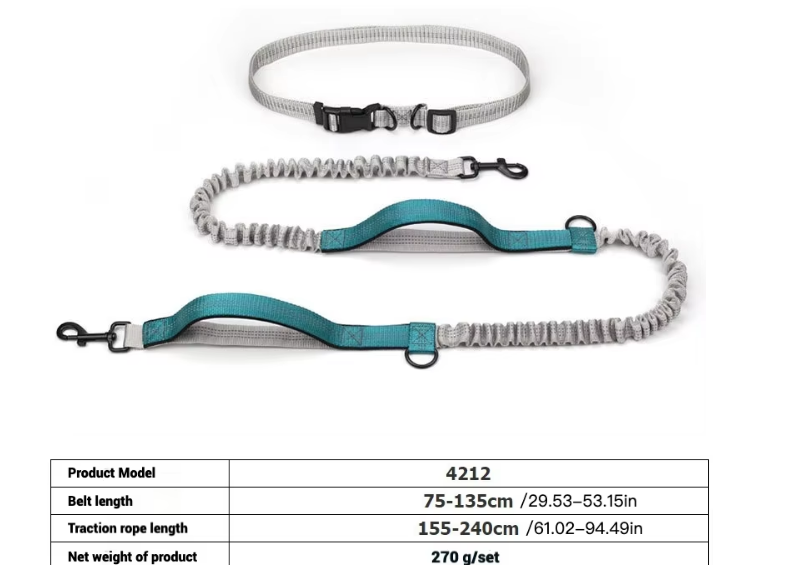 Product Model 4212
Belt length 75-135cm /29.53–53.15in
Traction rope length 155-240cm /61.02–94.49in
Net weight of product 270 g/set